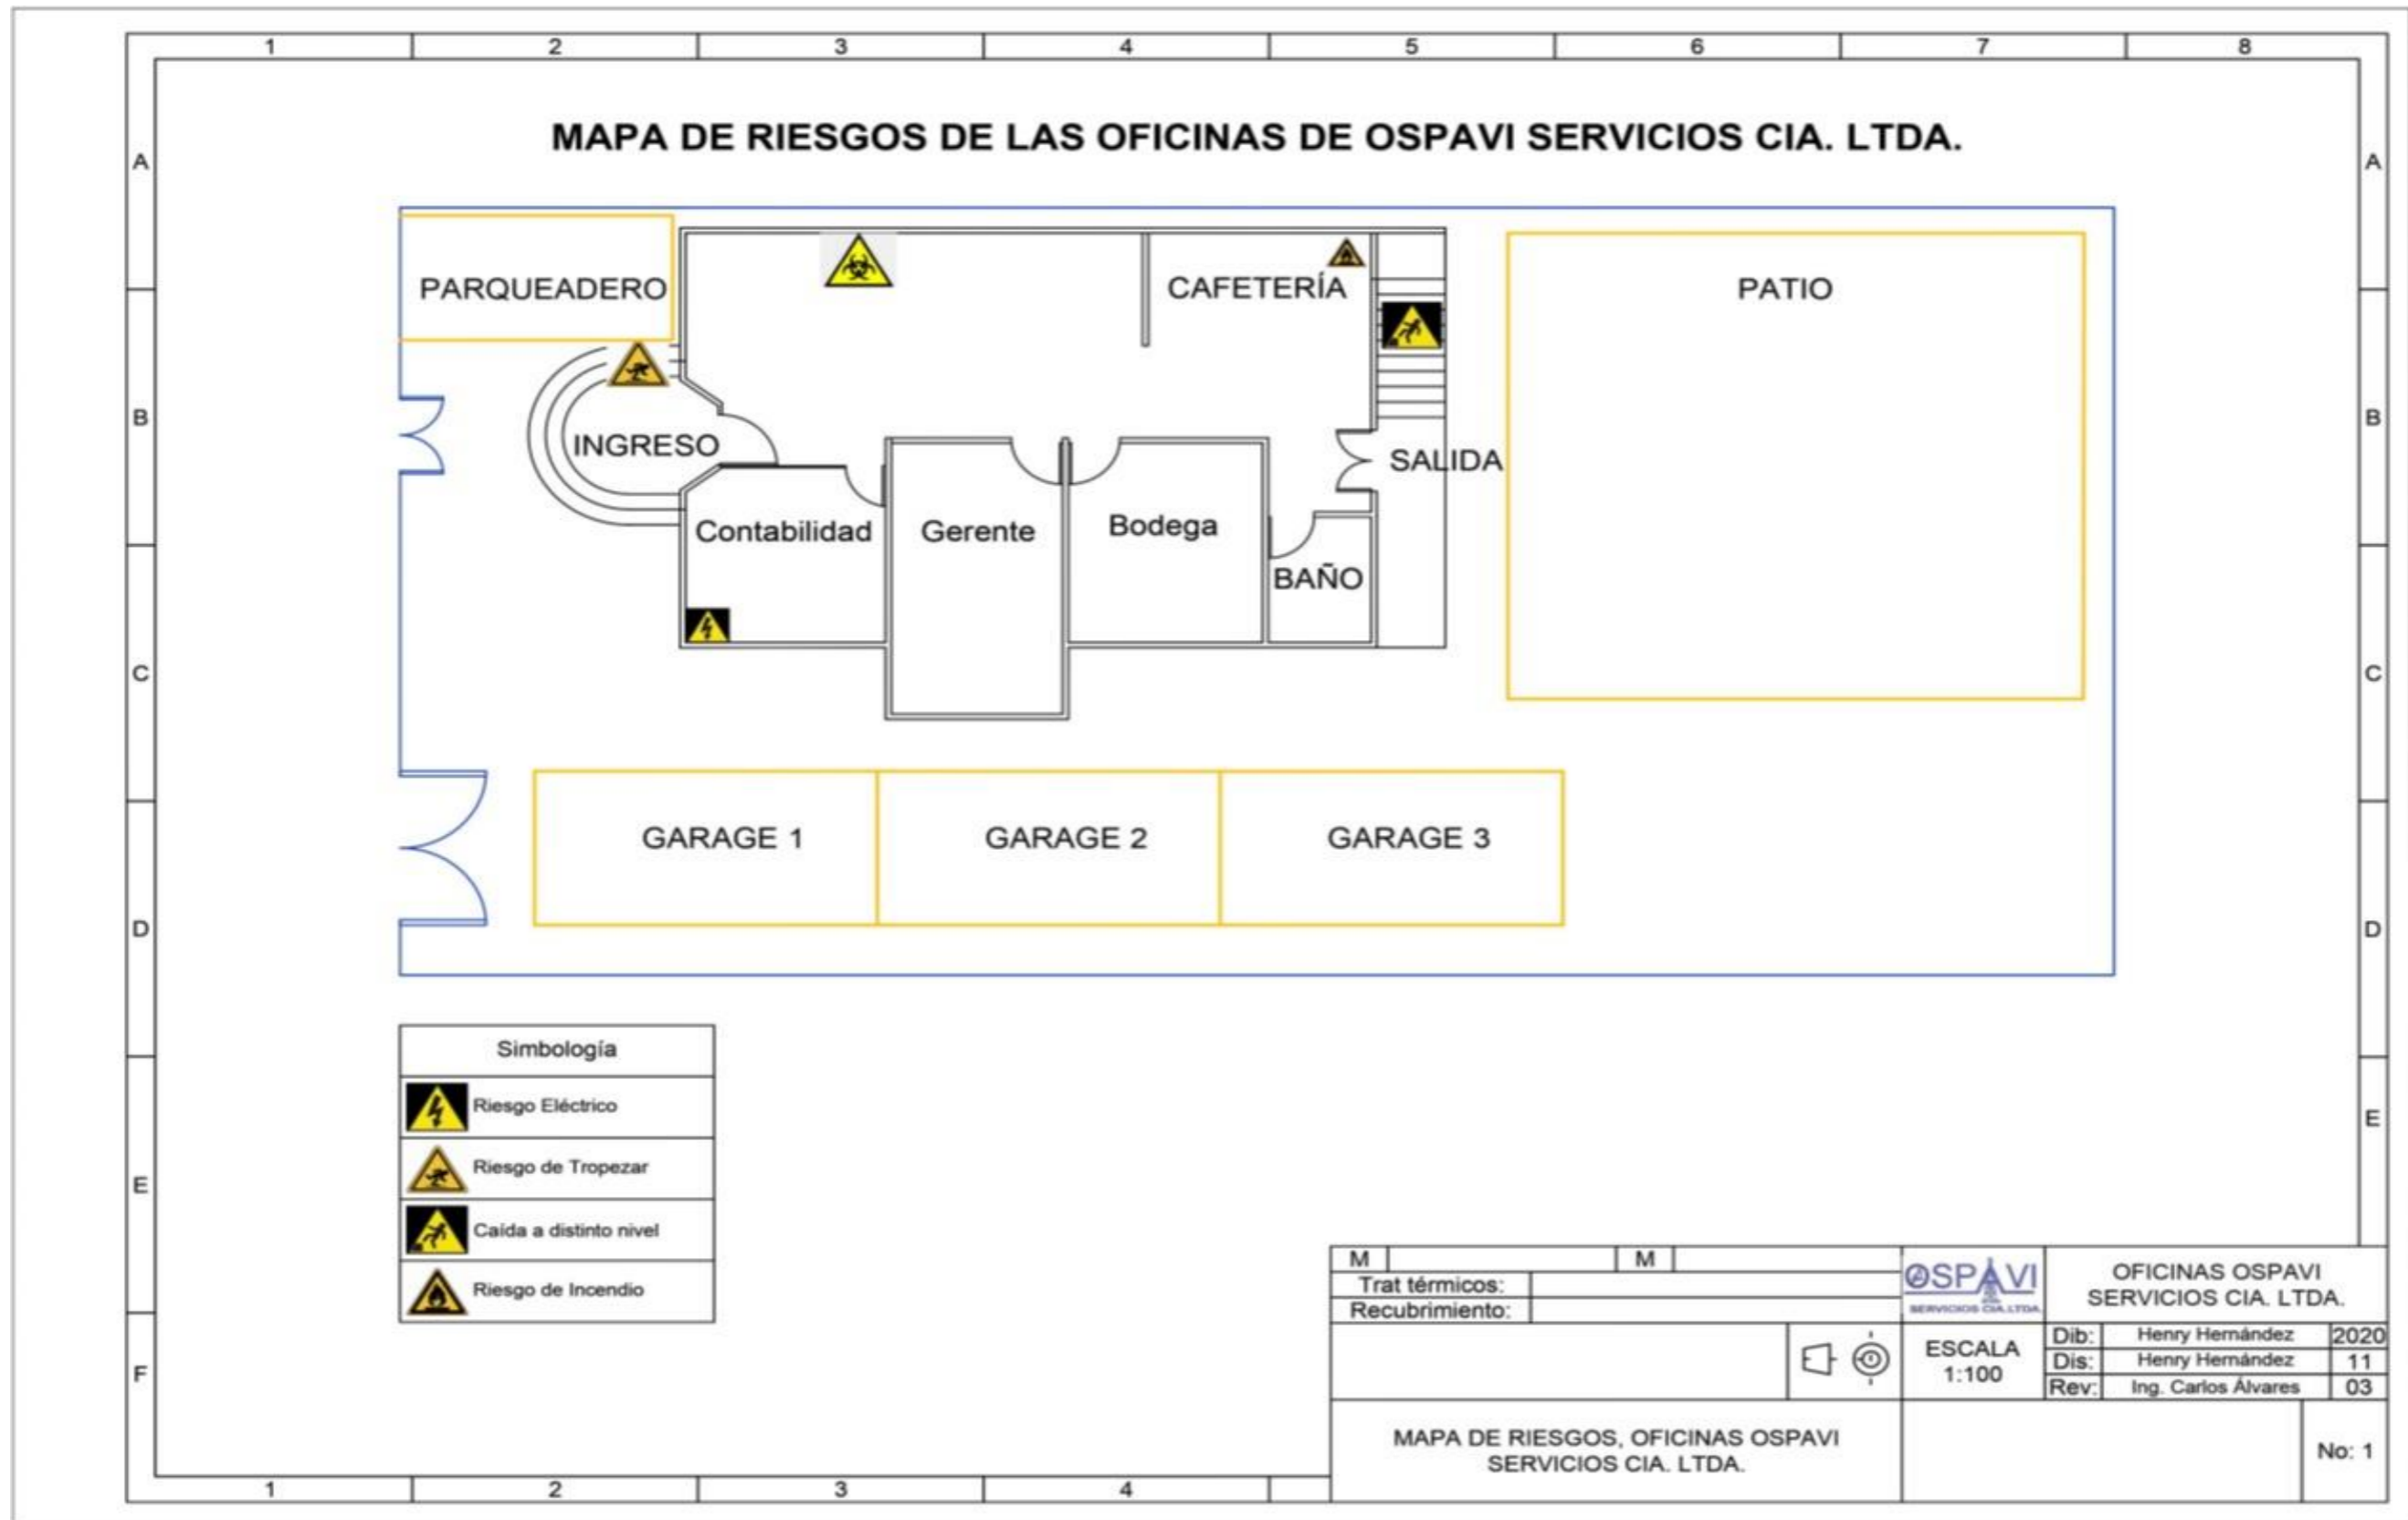 1 2 3 4 5 6 7 8
MAPA DE RIESGOS DE LAS OFICINAS DE OSPAVI SERVICIOS CIA. LTDA.
A A
PARQUEADERO
CAFETERÍA
PATIO
B B
INGRESO
SALIDA
Contabilidad
Gerente
Bodega
BAÑO
C C
GARAGE 1
GARAGE 2
GARAGE 3
D D
Simbología
Riesgo Eléctrico
Riesgo de Tropezar
Caída a distinto nivel
Riesgo de Incendio
E E
F
M M
Trat térmicos:
Recubrimiento:
OSPAVI
SERVICIOS CIA.LTDA.
OFICINAS OSPAVI
SERVICIOS CIA. LTDA.
ESCALA
1:100
Dib: Henry Hernández 2020
Dis: Henry Hernández 11
Rev: Ing. Carlos Álvares 03
MAPA DE RIESGOS, OFICINAS OSPAVI
SERVICIOS CIA. LTDA.
No: 1
1 2 3 4